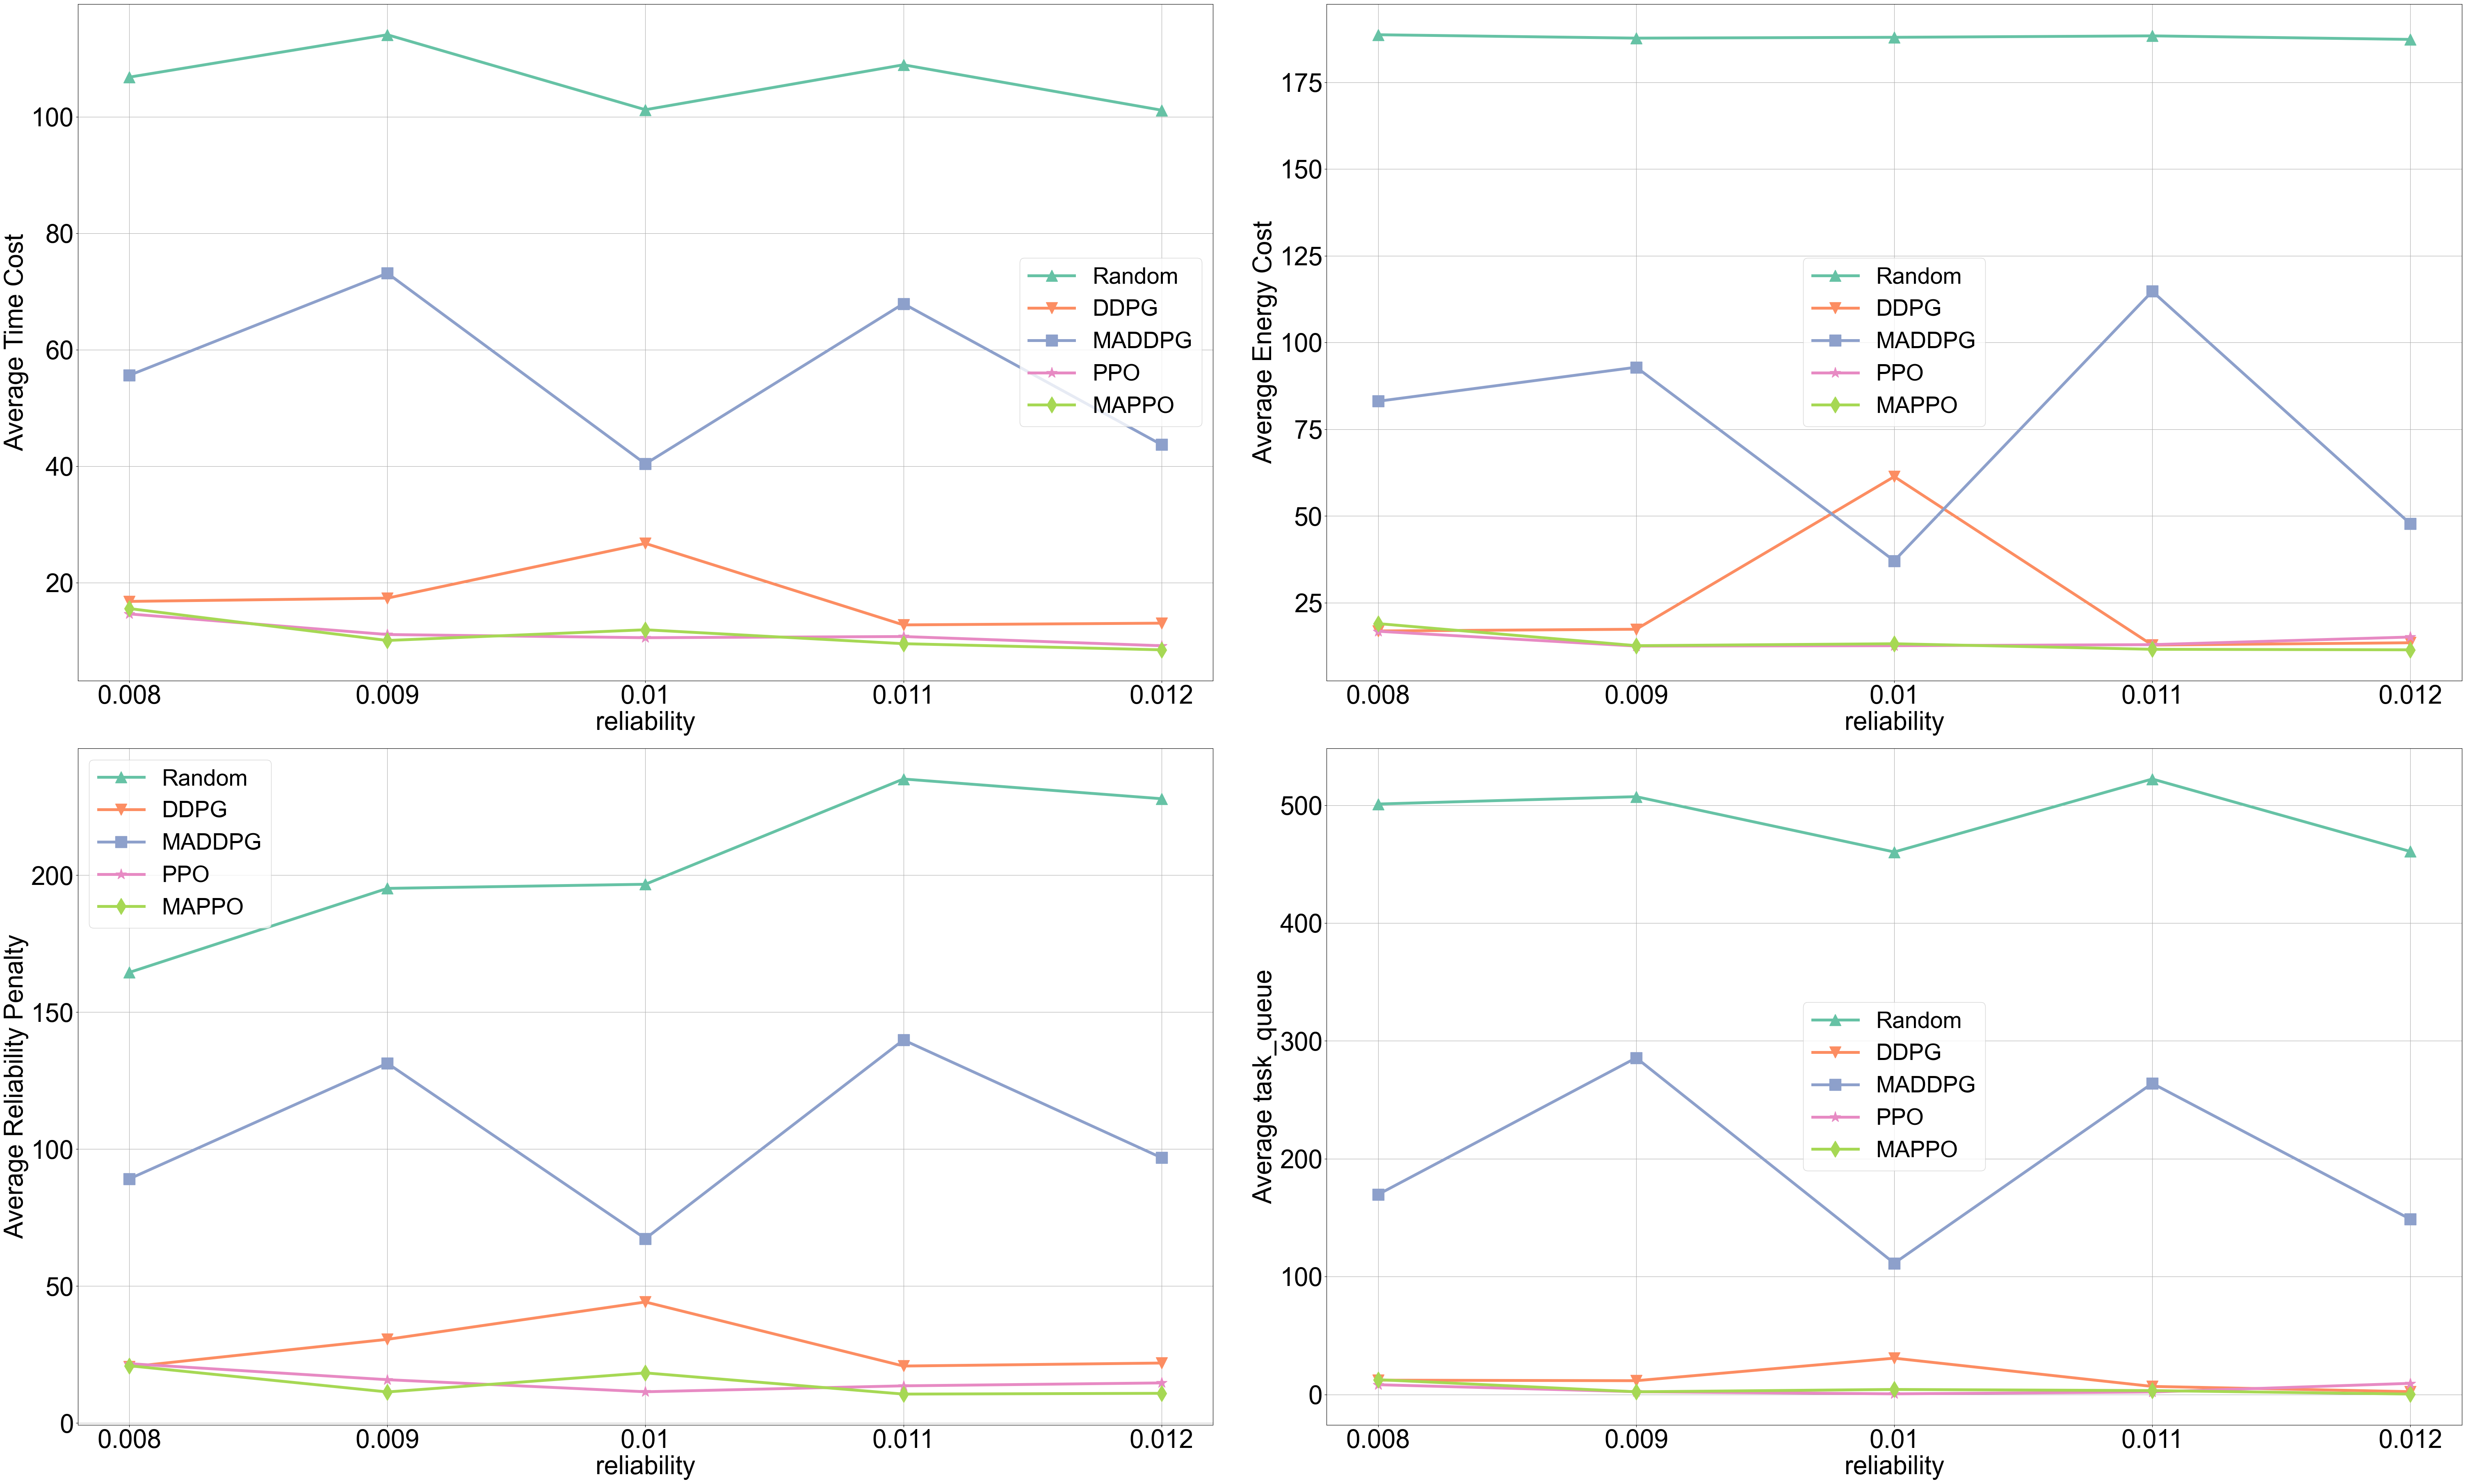 Average Time Cost
100
80
60
40
20
Random
DDPG
MADDPG
PPO
MAPPO
0.008 0.009 0.01 0.011 0.012
reliability
Average Energy Cost
175
150
125
100
75
50
25
Random
DDPG
MADDPG
PPO
MAPPO
0.008 0.009 0.01 0.011 0.012
reliability
Average Reliability Penalty
200
150
100
50
0
Random
DDPG
MADDPG
PPO
MAPPO
0.008 0.009 0.01 0.011 0.012
reliability
Average task_queue
500
400
300
200
100
0
Random
DDPG
MADDPG
PPO
MAPPO
0.008 0.009 0.01 0.011 0.012
reliability